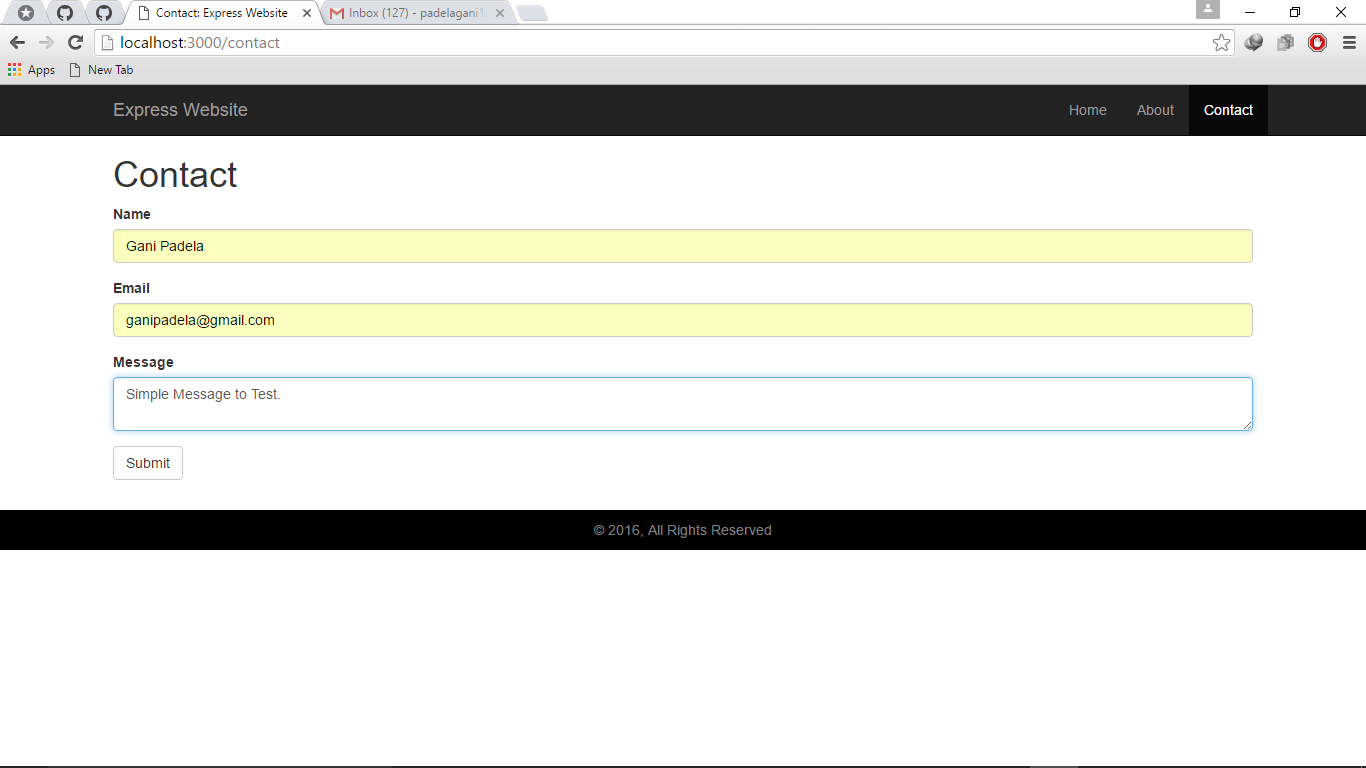 Contact: Express Website
Inbox (127) - padelagani1
localhost:3000/contact
Apps
New Tab
Express Website
Home
About
Contact
Contact
Name
Gani Padela
Email
ganipadela@gmail.com
Message
Simple Message to Test.
Submit
© 2016, All Rights Reserved